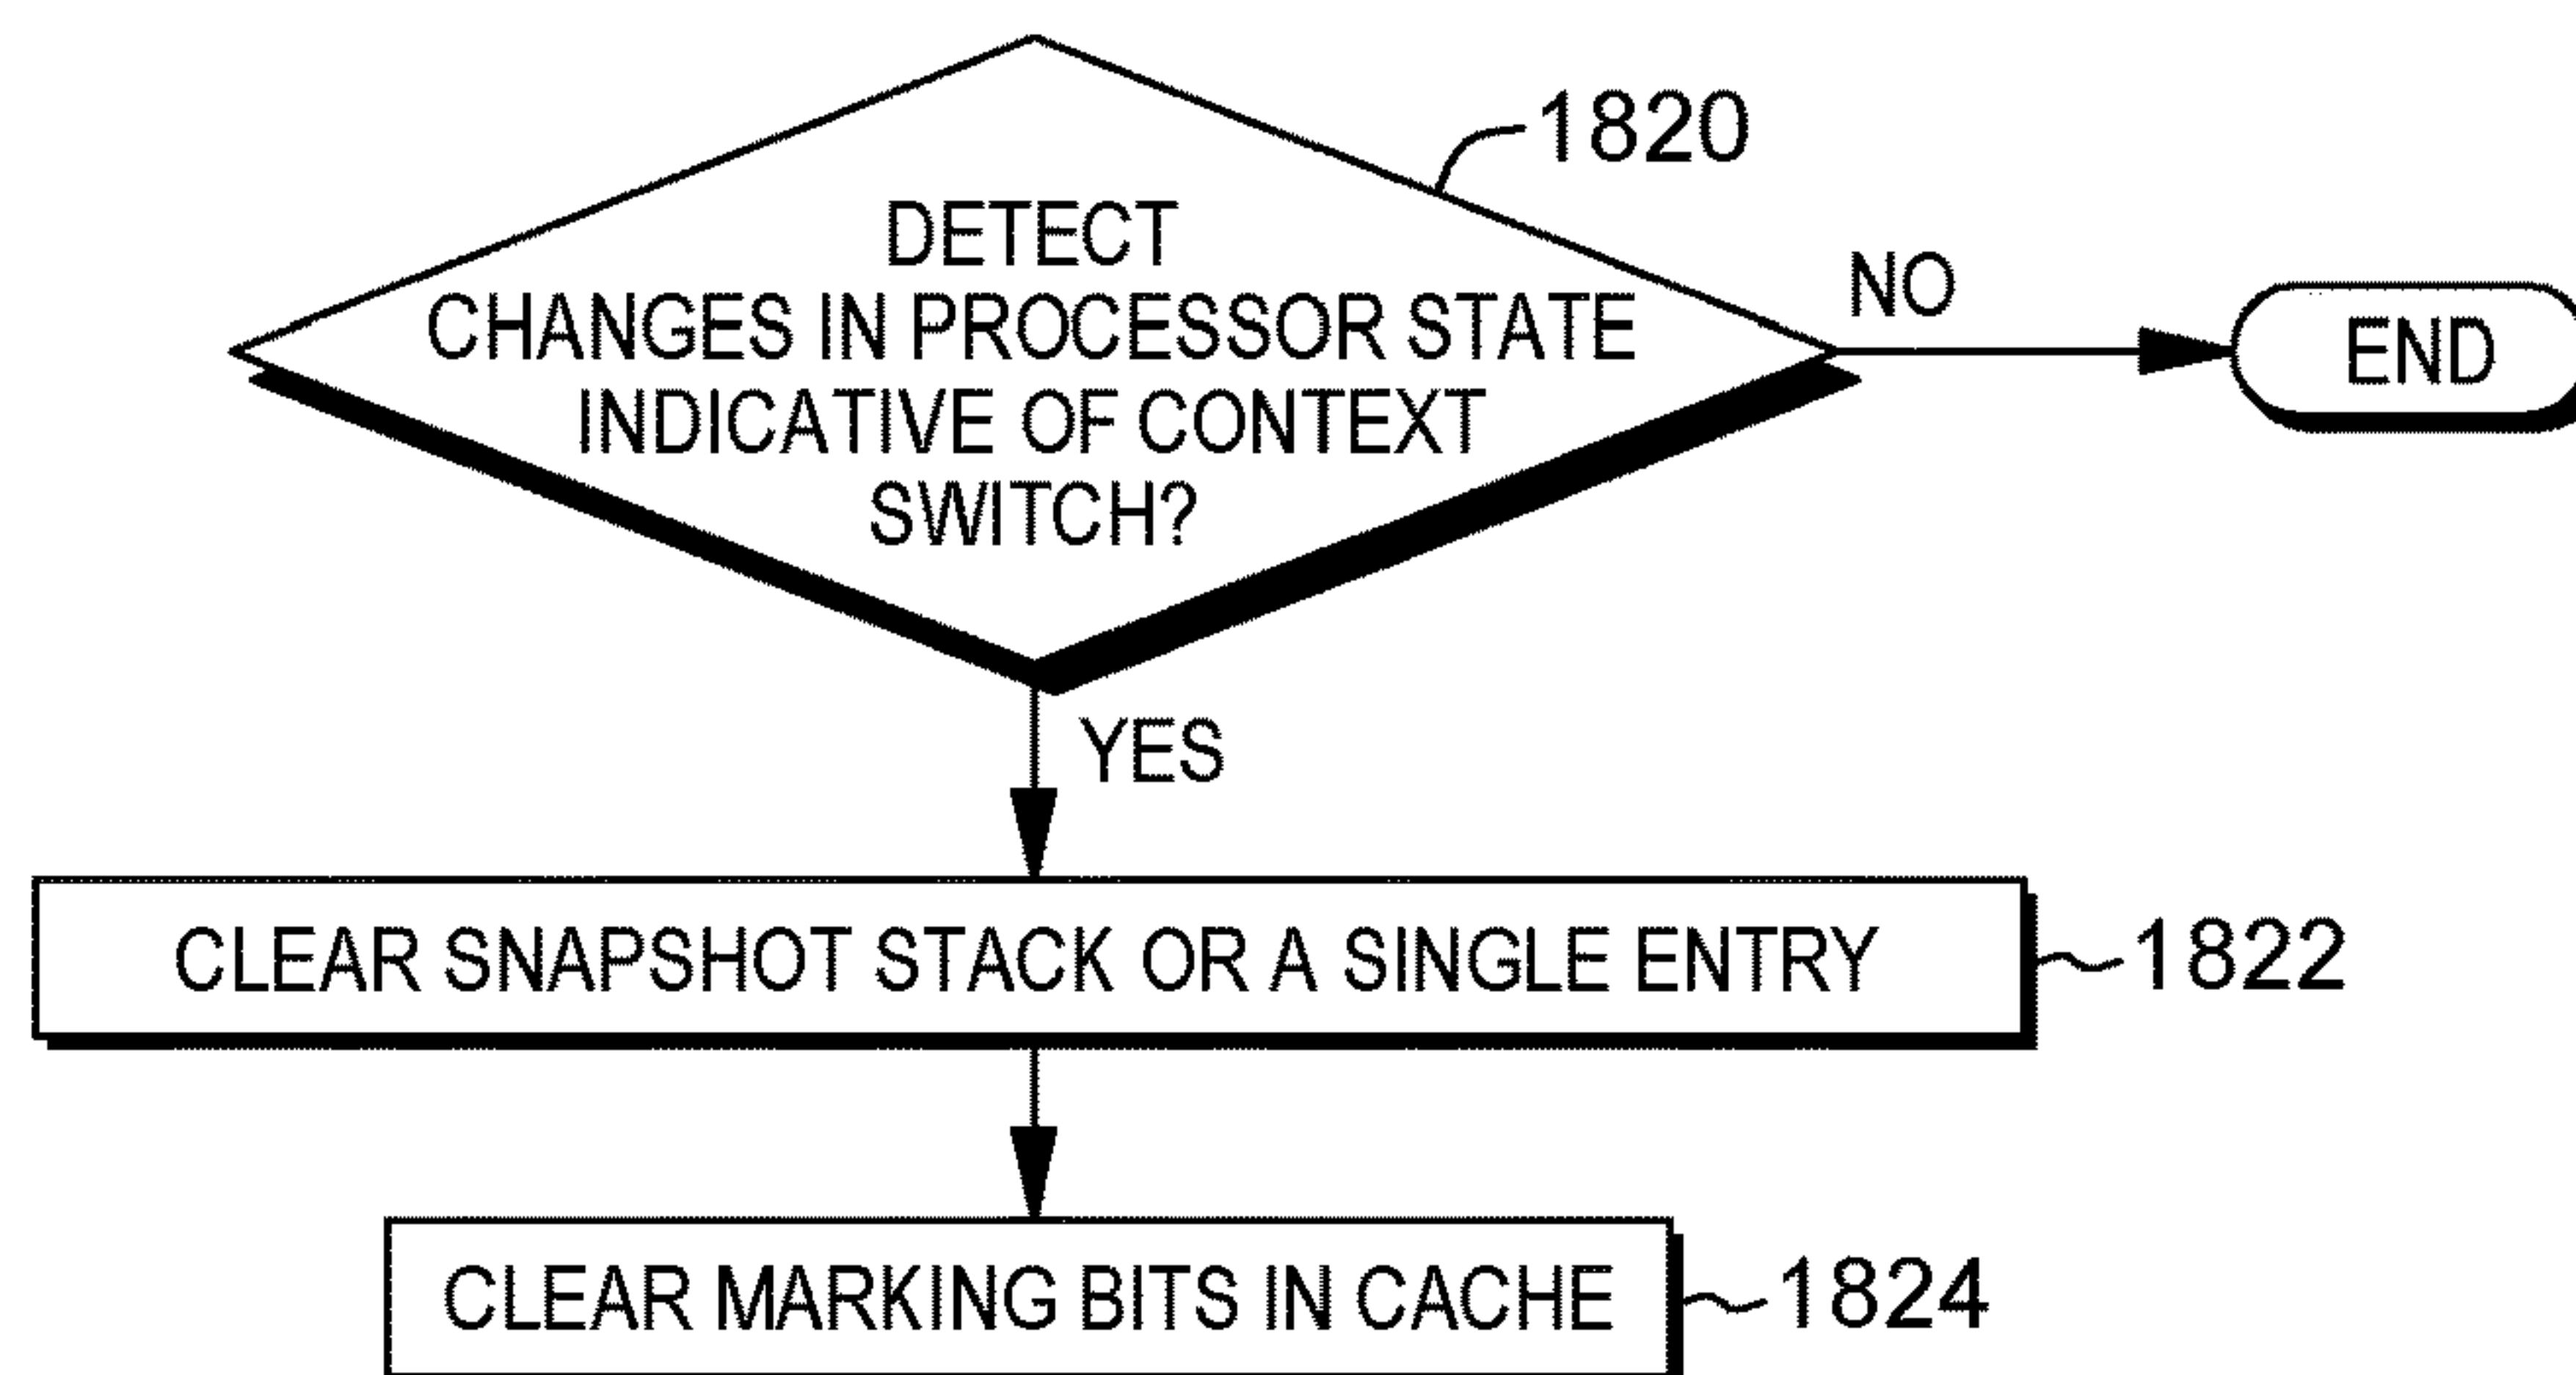 1820
DETECT
CHANGES IN PROCESSOR STATE
INDICATIVE OF CONTEXT
SWITCH?
NO
END
YES
CLEAR SNAPSHOT STACK OR A SINGLE ENTRY
1822
CLEAR MARKING BITS IN CACHE
1824